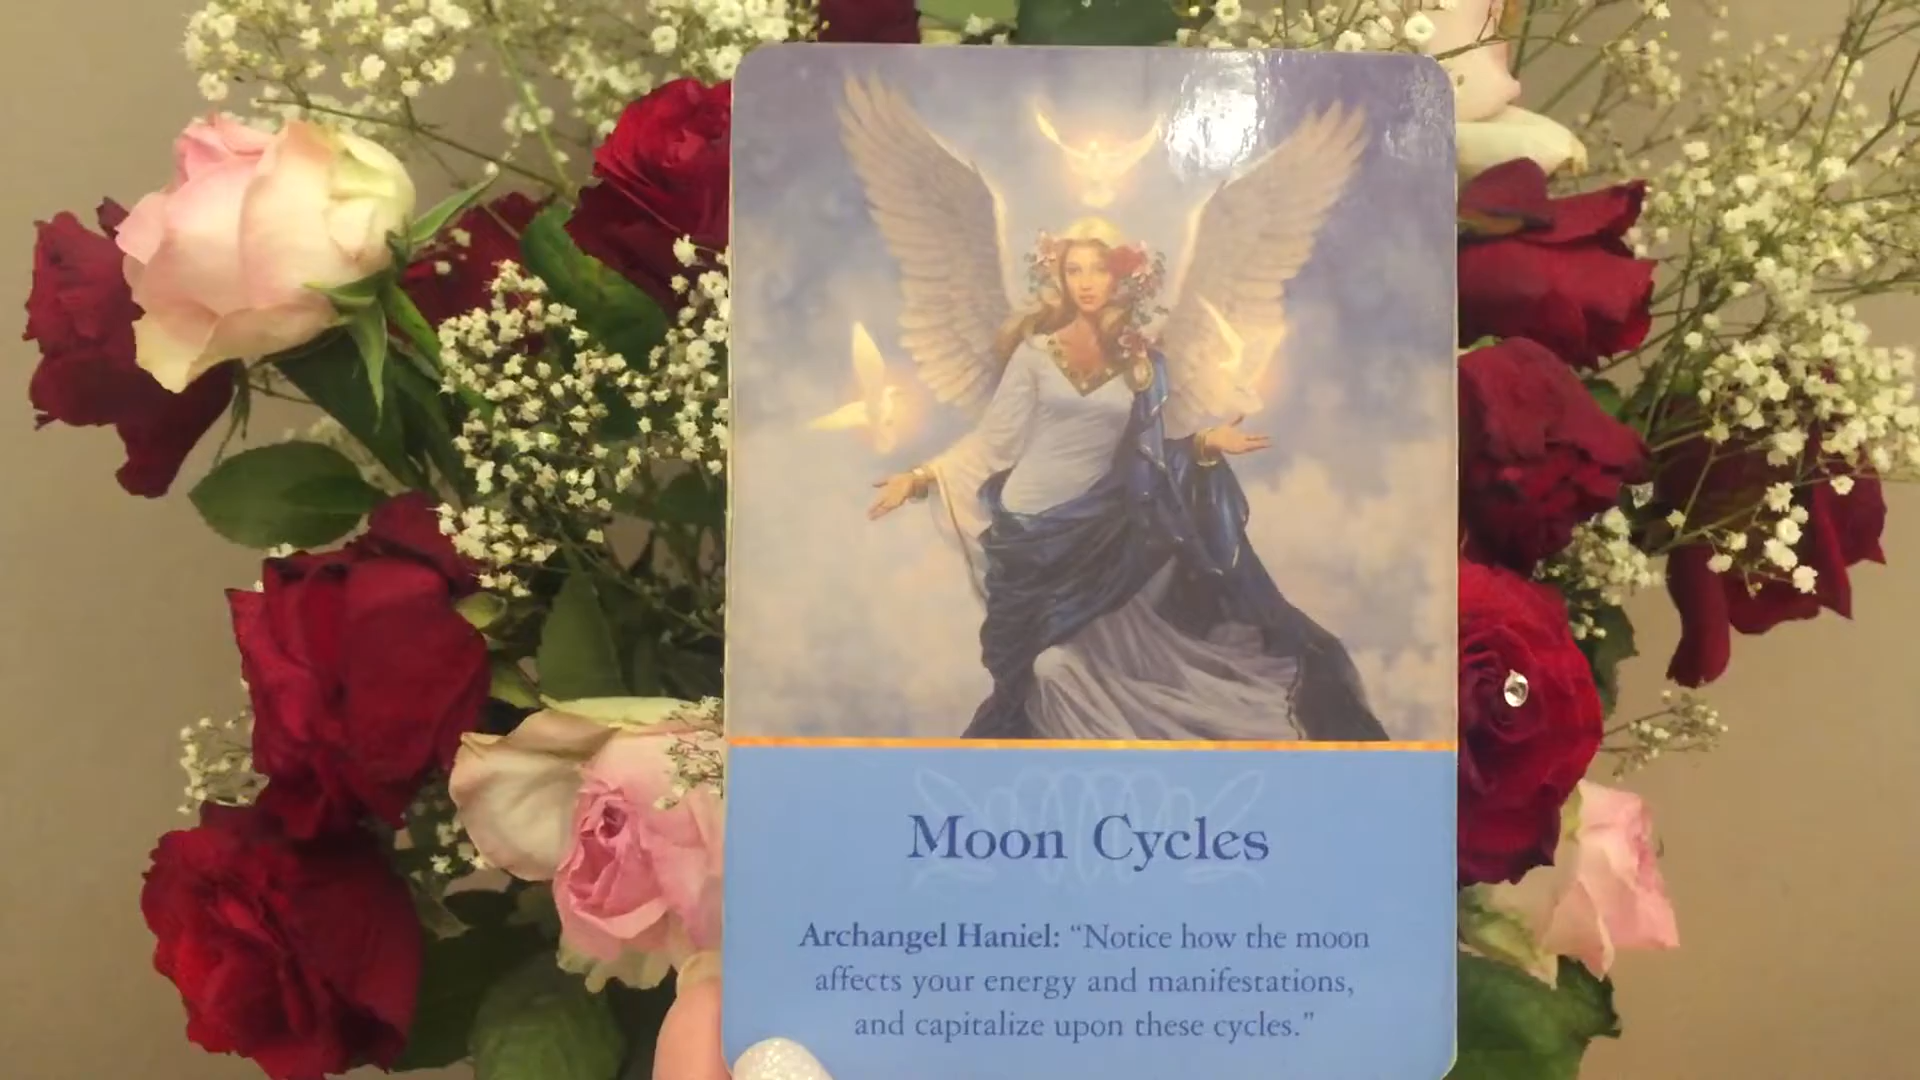 Moon Cycles
Archangel Haniel: “Notice how the moon
affects your energy and manifestations,
and capitalize upon these cycles.”